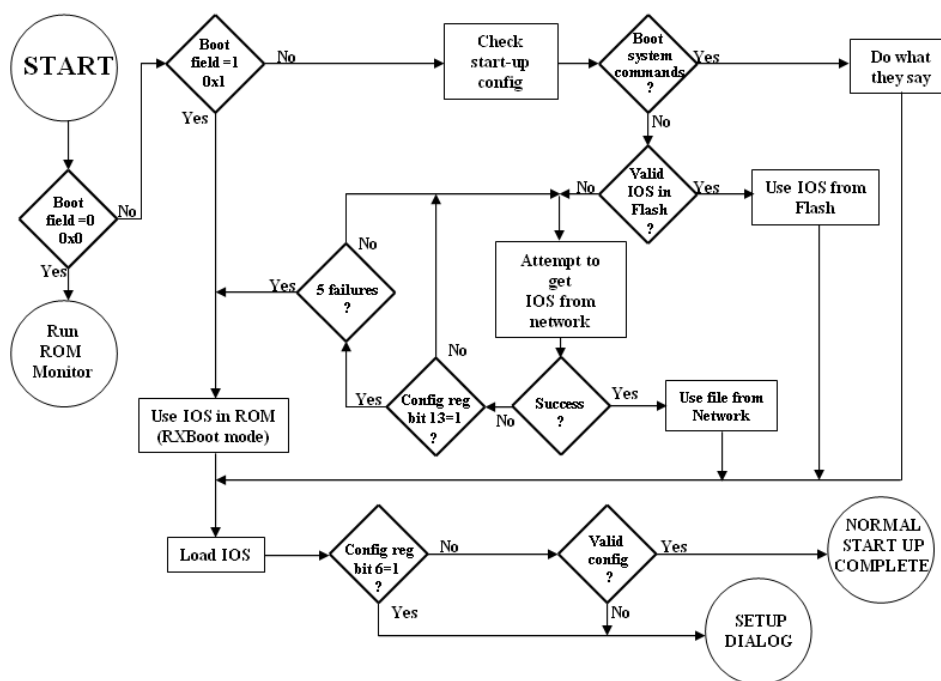 START
Boot
field =0
0x0
No
Yes
Run
ROM
Monitor
Boot
field =1
0x1
No
Yes
Check
start-up
config
Boot
system
commands
?
Yes
No
Do what
they say
Valid
IOS in
Flash
?
No
Yes
Use IOS from
Flash
Attempt to
get
IOS from
network
Success
?
Yes
No
Use file from
Network
Config reg
bit 13=1
?
No
Yes
5 failures
?
No
Yes
Use IOS in ROM
(RXBoot mode)
Load IOS
Config reg
bit 6=1
?
No
Yes
Valid
config
?
Yes
No
NORMAL
START UP
COMPLETE
SETUP
DIALOG